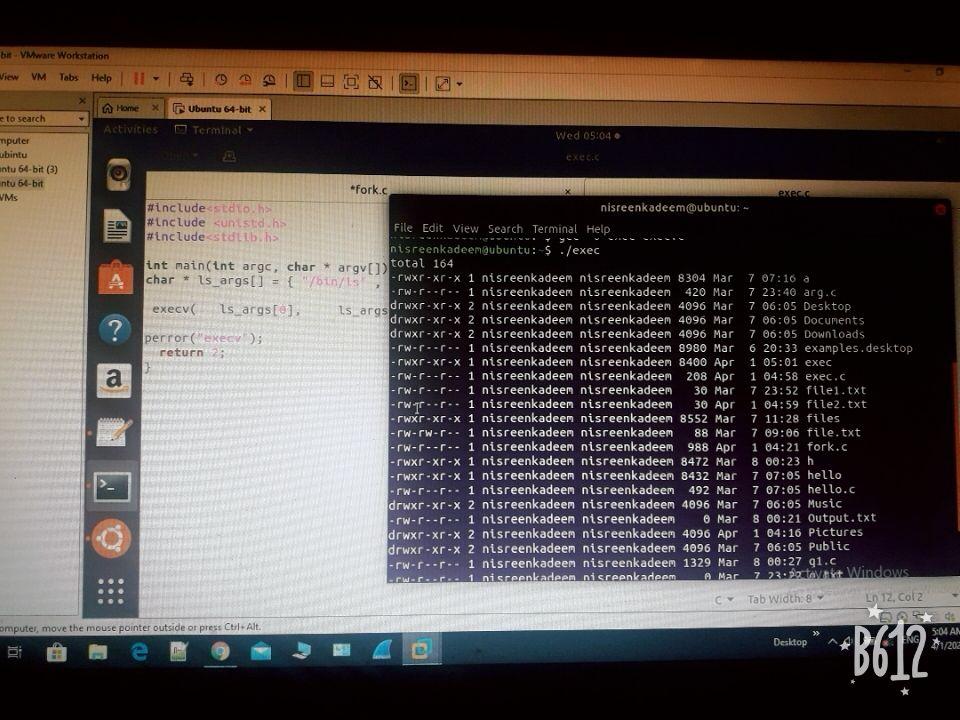 bit - VMware Workstation
View VM Tabs Help
e to search
Home
Ubuntu 64-bit
mputer
ubintu
ntu 64-bit (3)
ntu 64-bit
VMs
Activities
Terminal
Wed 05:04
Open
exec.c
*fork.c
exec.c
#include<stdio.h>
#include <unistd.h>
#include<stdlib.h>
int main(int argc, char * argv[])
char * ls_args[] = { "/bin/ls" ,
execv( ls_args[0], ls_args
perror("execv");
return 2;
}
nisreenkadeem@ubuntu: ~
File Edit View Search Terminal Help
nisreenkadeem@ubuntu:~$ ./exec
total 164
-rwxr-xr-x 1 nisreenkadeem nisreenkadeem 8304 Mar 7 07:16 a
-rw-r--r-- 1 nisreenkadeem nisreenkadeem 420 Mar 7 23:40 arg.c
drwxr-xr-x 2 nisreenkadeem nisreenkadeem 4096 Mar 7 06:05 Desktop
drwxr-xr-x 2 nisreenkadeem nisreenkadeem 4096 Mar 7 06:05 Documents
drwxr-xr-x 2 nisreenkadeem nisreenkadeem 4096 Mar 7 06:05 Downloads
-rw-r--r-- 1 nisreenkadeem nisreenkadeem 8980 Mar 6 20:33 examples.desktop
-rwxr-xr-x 1 nisreenkadeem nisreenkadeem 8400 Apr 1 05:01 exec
-rw-r--r-- 1 nisreenkadeem nisreenkadeem 208 Apr 1 04:58 exec.c
-rw-r--r-- 1 nisreenkadeem nisreenkadeem 30 Mar 7 23:52 file1.txt
-rw-r--r-- 1 nisreenkadeem nisreenkadeem 30 Apr 1 04:59 file2.txt
-rwxr-xr-x 1 nisreenkadeem nisreenkadeem 8552 Mar 7 11:28 files
-rw-rw-r-- 1 nisreenkadeem nisreenkadeem 88 Mar 7 09:06 file.txt
-rw-r--r-- 1 nisreenkadeem nisreenkadeem 988 Apr 1 04:21 fork.c
-rwxr-xr-x 1 nisreenkadeem nisreenkadeem 8472 Mar 8 00:23 h
-rwxr-xr-x 1 nisreenkadeem nisreenkadeem 8432 Mar 7 07:05 hello
-rw-r--r-- 1 nisreenkadeem nisreenkadeem 492 Mar 7 07:05 hello.c
drwxr-xr-x 2 nisreenkadeem nisreenkadeem 4096 Mar 7 06:05 Music
-rw-r--r-- 1 nisreenkadeem nisreenkadeem 0 Mar 8 00:21 Output.txt
drwxr-xr-x 2 nisreenkadeem nisreenkadeem 4096 Apr 1 04:16 Pictures
drwxr-xr-x 2 nisreenkadeem nisreenkadeem 4096 Mar 7 06:05 Public
-rw-r--r-- 1 nisreenkadeem nisreenkadeem 1329 Mar 8 00:27 q1.c
-rw-r--r-- 1 nisreenkadeem nisreenkadeem 0 Mar 7
Activate Windows
C Tab Width: 8 Ln 12, Col 2
omputer, move the mouse pointer outside or press Ctrl+Alt.
Desktop
ENG
5:04 AM
B612